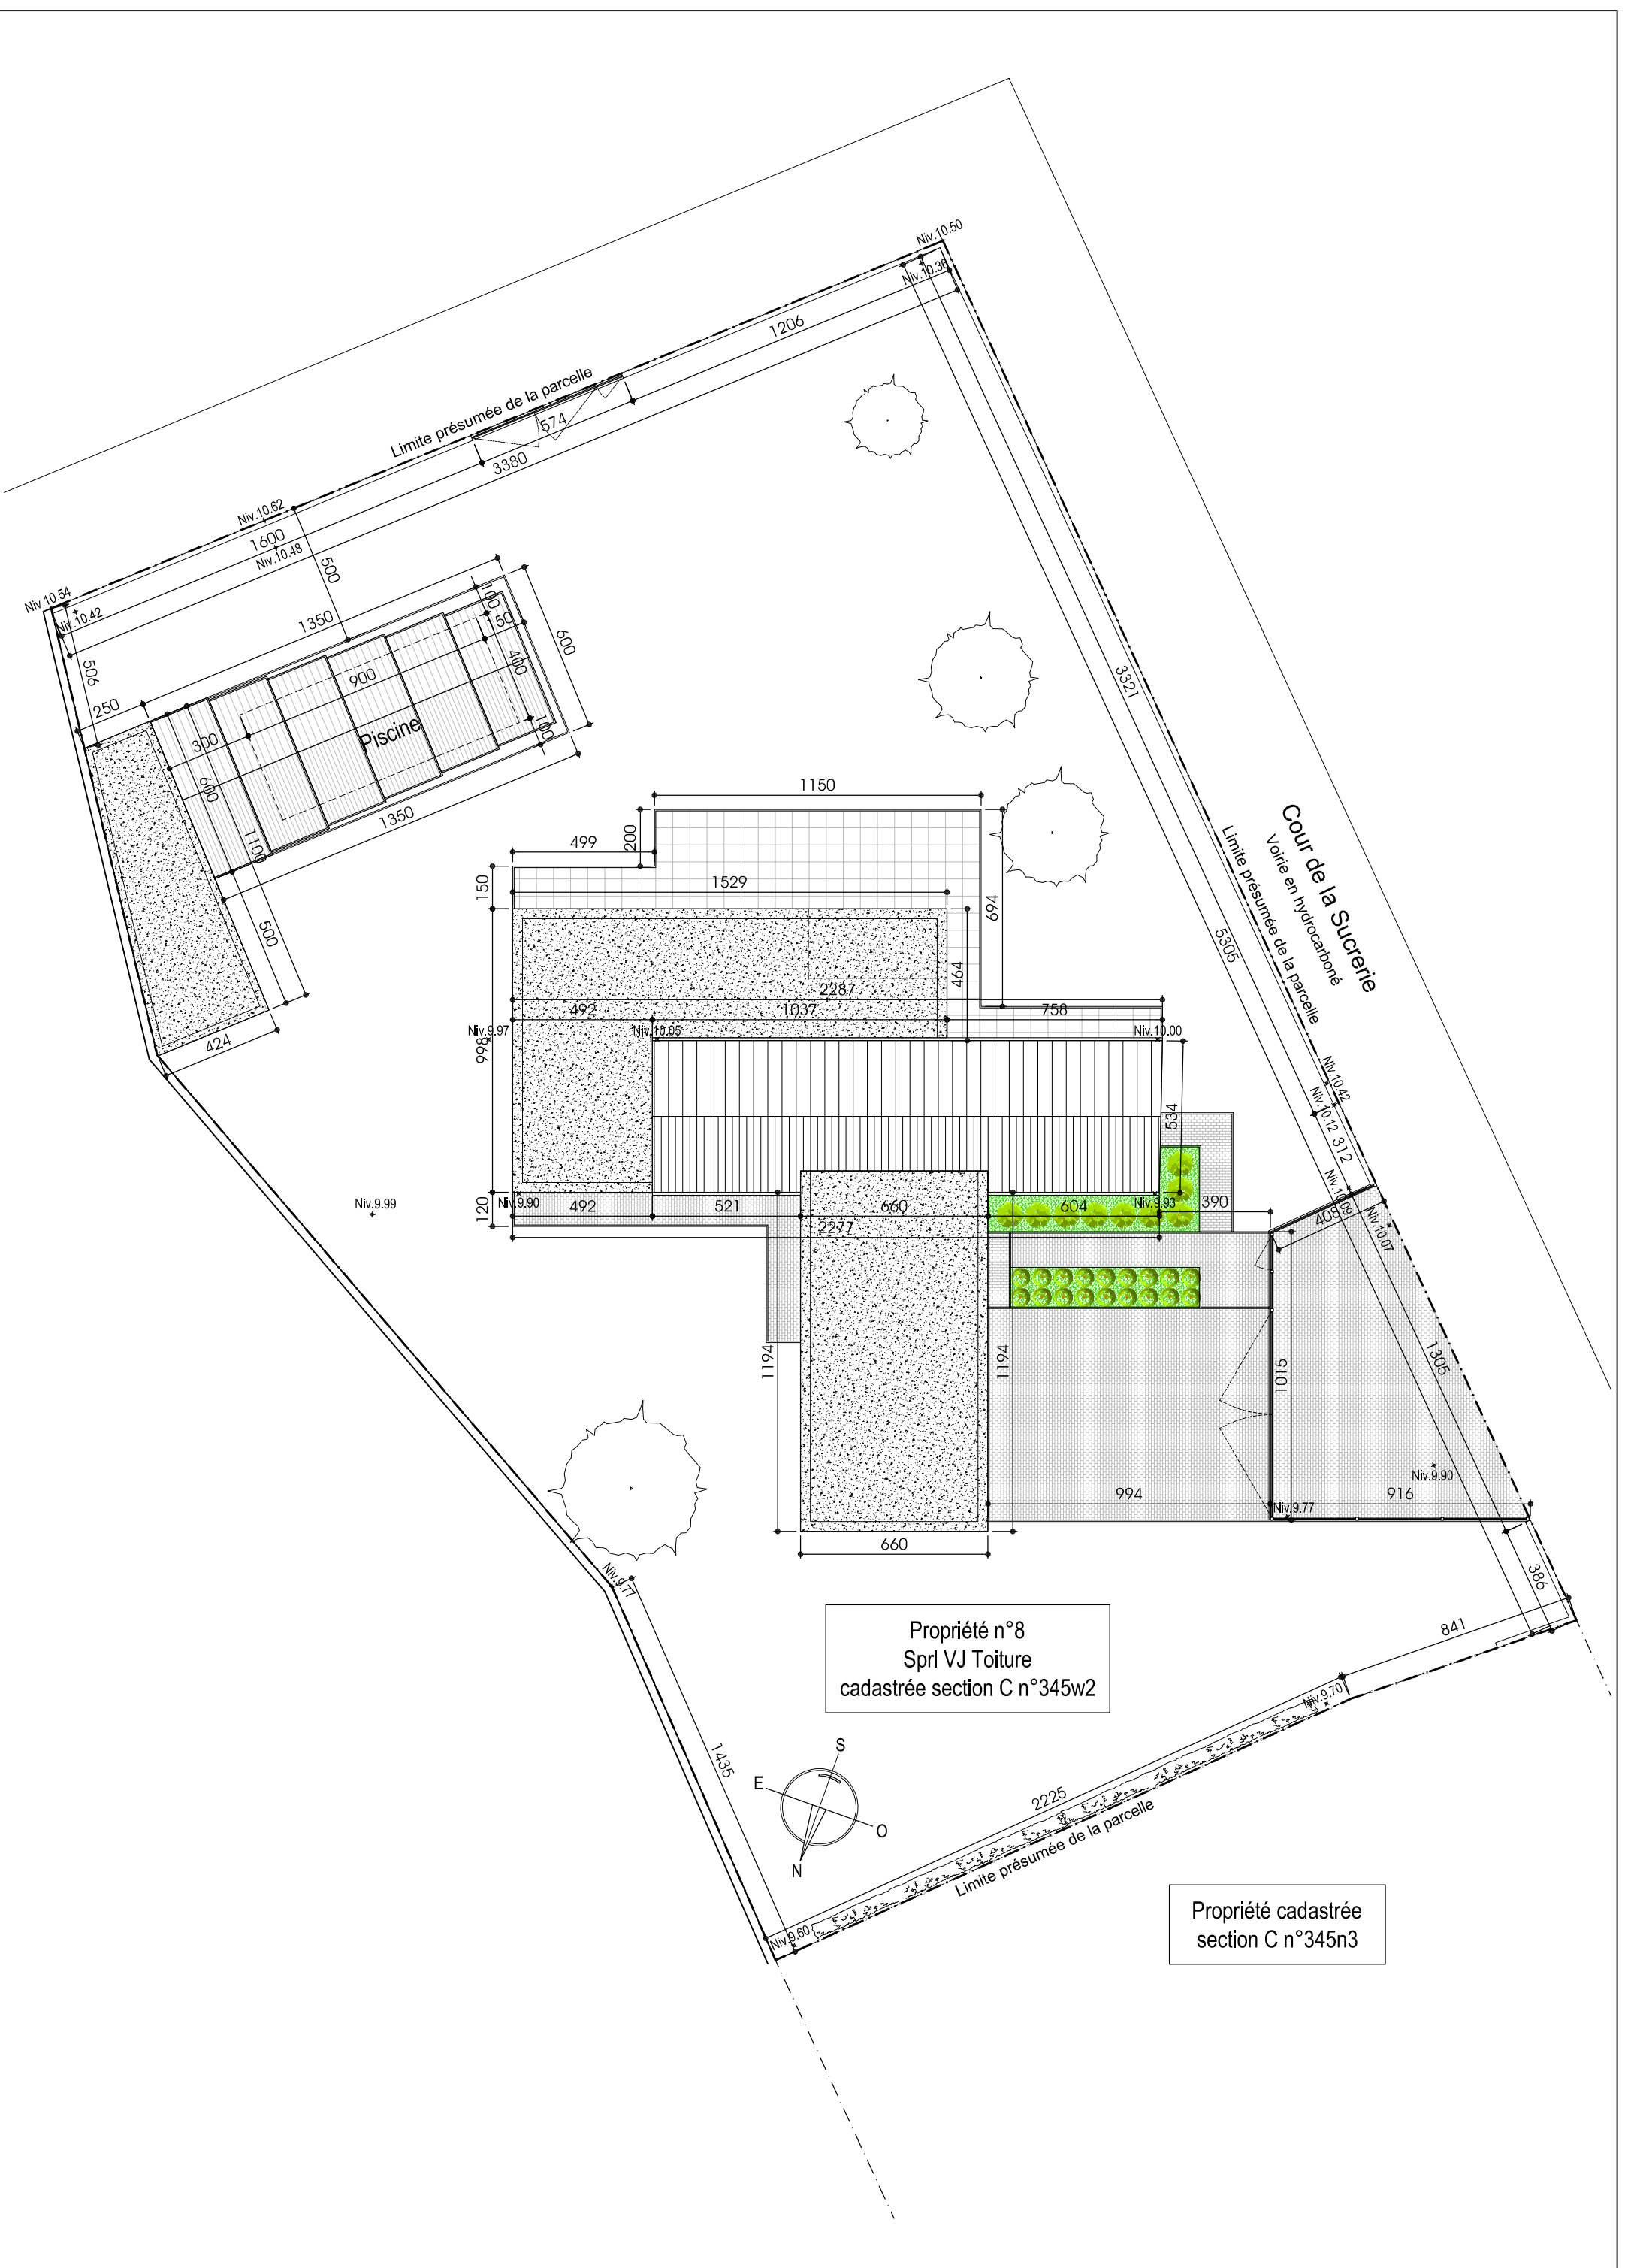 Niv.10.50
Niv.10.36
1206
Limite présumée de la parcelle
574
3380
Niv.10.62
1600
Niv.10.48
500
Niv.10.54
Niv.10.42
1350
100
150
600
506
900
400
250
300
Piscine
100
600
1350
1100
500
424
3321
5305
Cour de la Sucrerie
Voirie en hydrocarboné
Limite présumée de la parcelle
1150
200
499
150
1529
694
464
2287
492
1037
758
Niv.9.97
Niv.10.05
Niv.10.00
998
534
Niv.10.42
Niv.10.12
312
Niv.10.09
408
Niv.10.07
Niv.9.99
120
Niv.9.90
492
521
660
604
Niv.9.93
390
2277
1194
1194
1015
1305
Niv.9.90
994
Niv.9.77
916
660
386
Niv.9.77
841
Propriété n°8
Sprl VJ Toiture
cadastrée section C n°345w2
Niv.9.70
1435
S
E
O
N
2225
Limite présumée de la parcelle
Niv.9.60
Propriété cadastrée
section C n°345n3